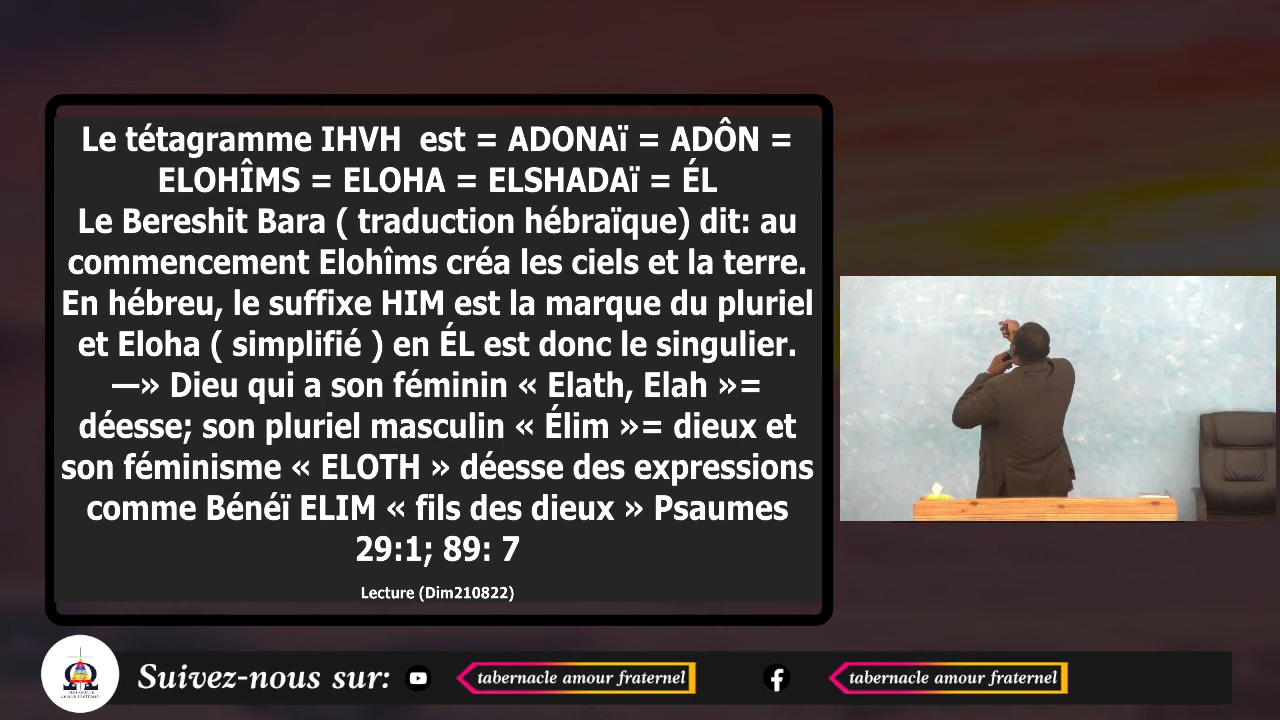 Le tétagramme IHVH est = ADONAï = ADÔN =
ELOHÎMS = ELOHA = ELSHADAï = ÉL
Le Bereshit Bara ( traduction hébraïque) dit: au
commencement Elohîms créa les ciels et la terre.
En hébreu, le suffixe HIM est la marque du pluriel
et Eloha ( simplifié ) en ÉL est donc le singulier.
—» Dieu qui a son féminin « Elath, Elah »=
déesse; son pluriel masculin « Élim »= dieux et
son féminisme « ELOTH » déesse des expressions
comme Bénéï ELIM « fils des dieux » Psaumes
29:1; 89: 7
Lecture (Dim210822)
Suivez-nous sur: tabernacle amour fraternel tabernacle amour fraternel